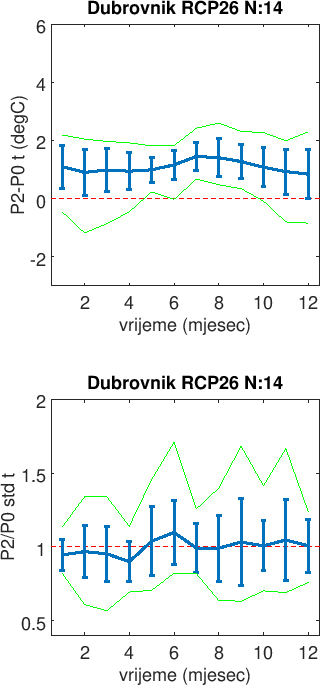 Dubrovnik RCP26 N:14
6
4
2
0
-2
P2-P0 t (degC)
2 4 6 8 10 12
vrijeme (mjesec)
Dubrovnik RCP26 N:14
2
1.5
1
0.5
P2/P0 std t
2 4 6 8 10 12
vrijeme (mjesec)